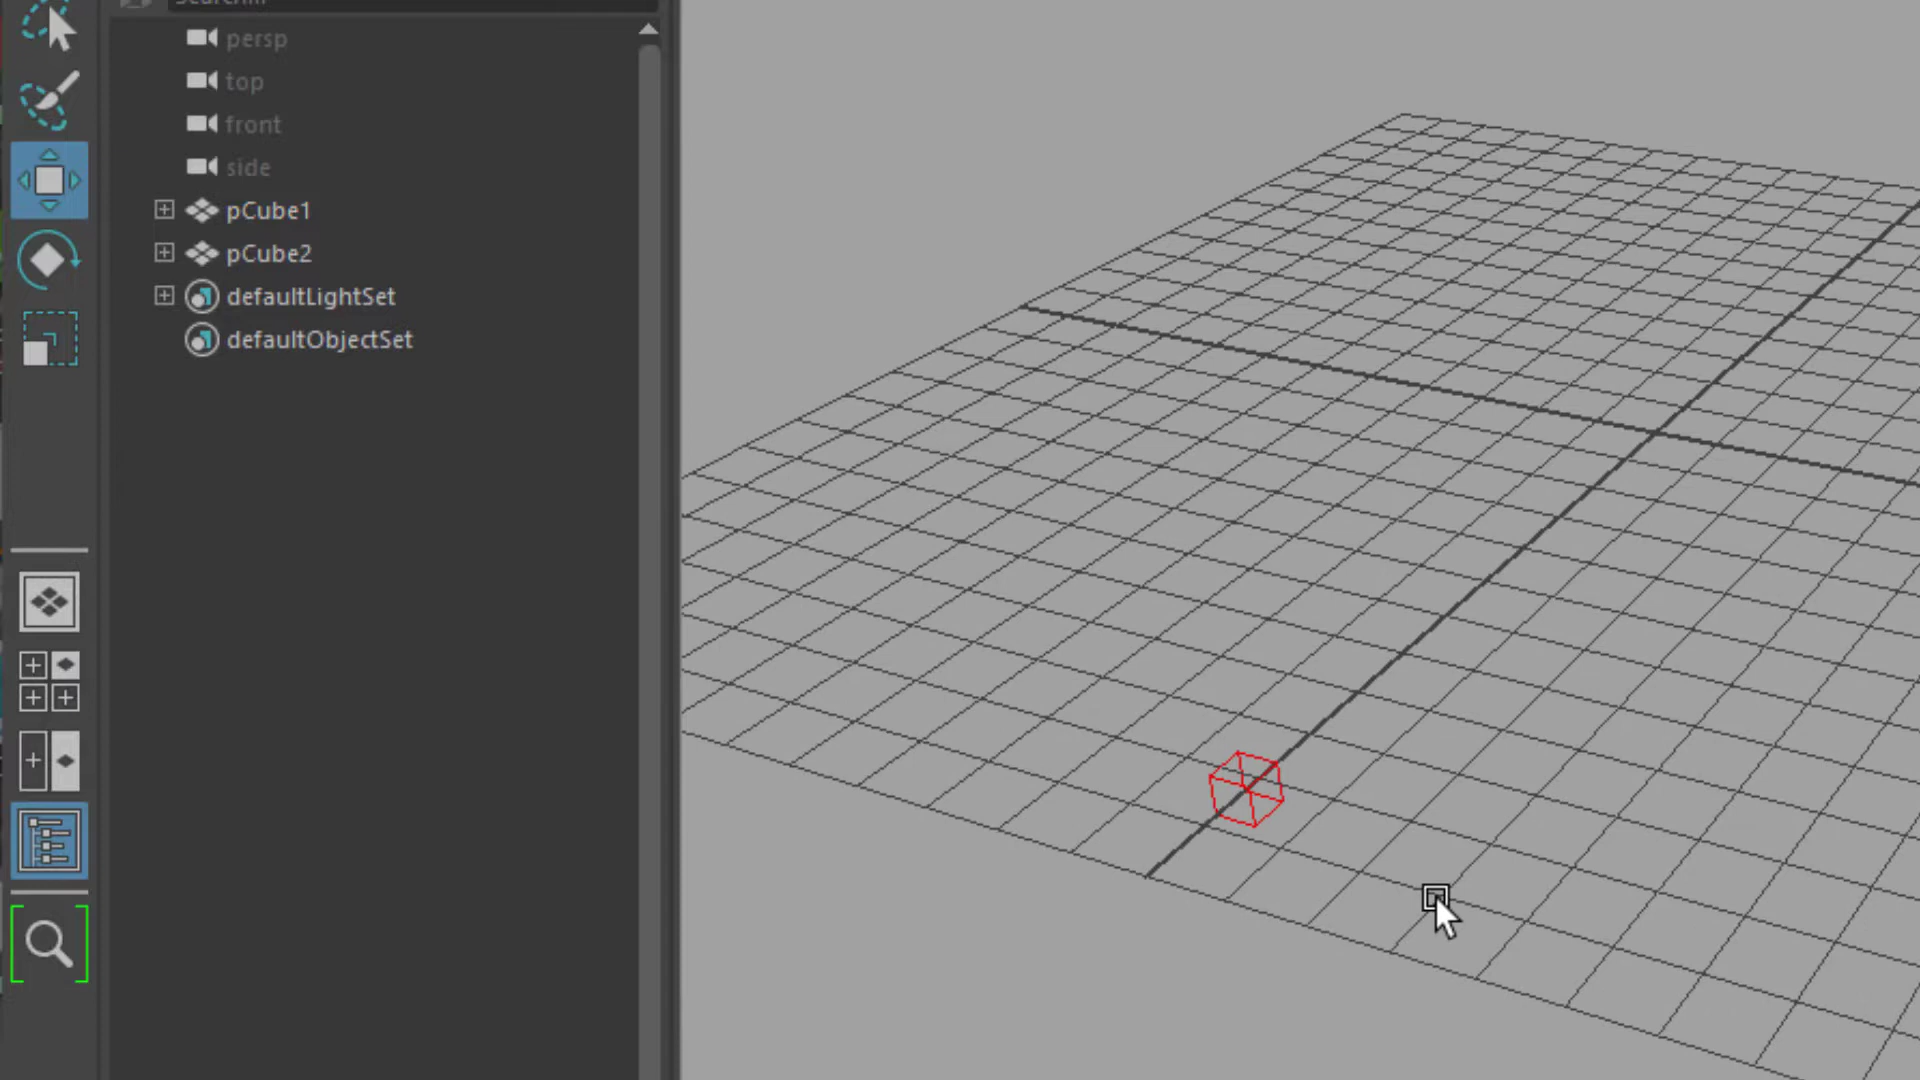 persp
top
front
side
pCube1
pCube2
defaultLightSet
defaultObjectSet